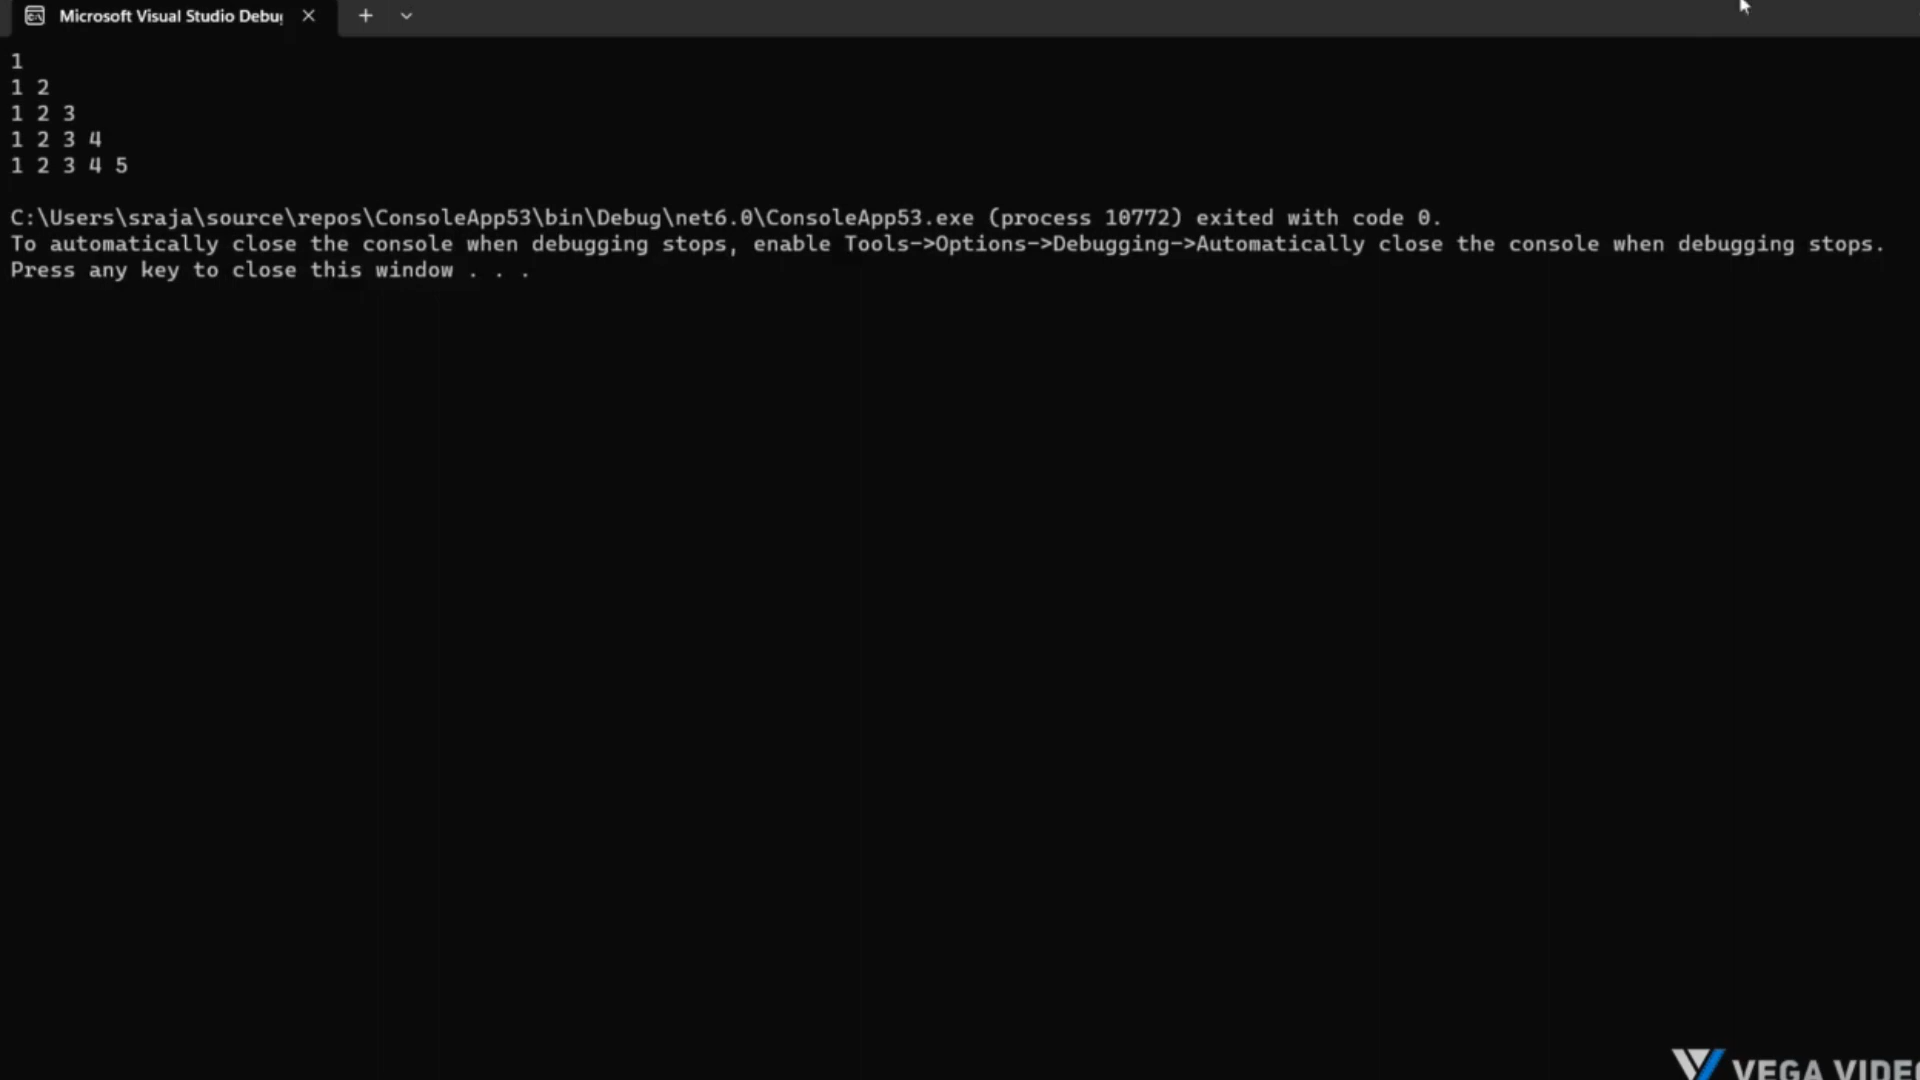 Microsoft Visual Studio Debu
1
1 2
1 2 3
1 2 3 4
1 2 3 4 5
C:\Users\sraja\source\repos\ConsoleApp53\bin\Debug\net6.0\ConsoleApp53.exe (process 10772) exited with code 0.
To automatically close the console when debugging stops, enable Tools->Options->Debugging->Automatically close the console when debugging stops.
Press any key to close this window . . .
VEGA VIDEO